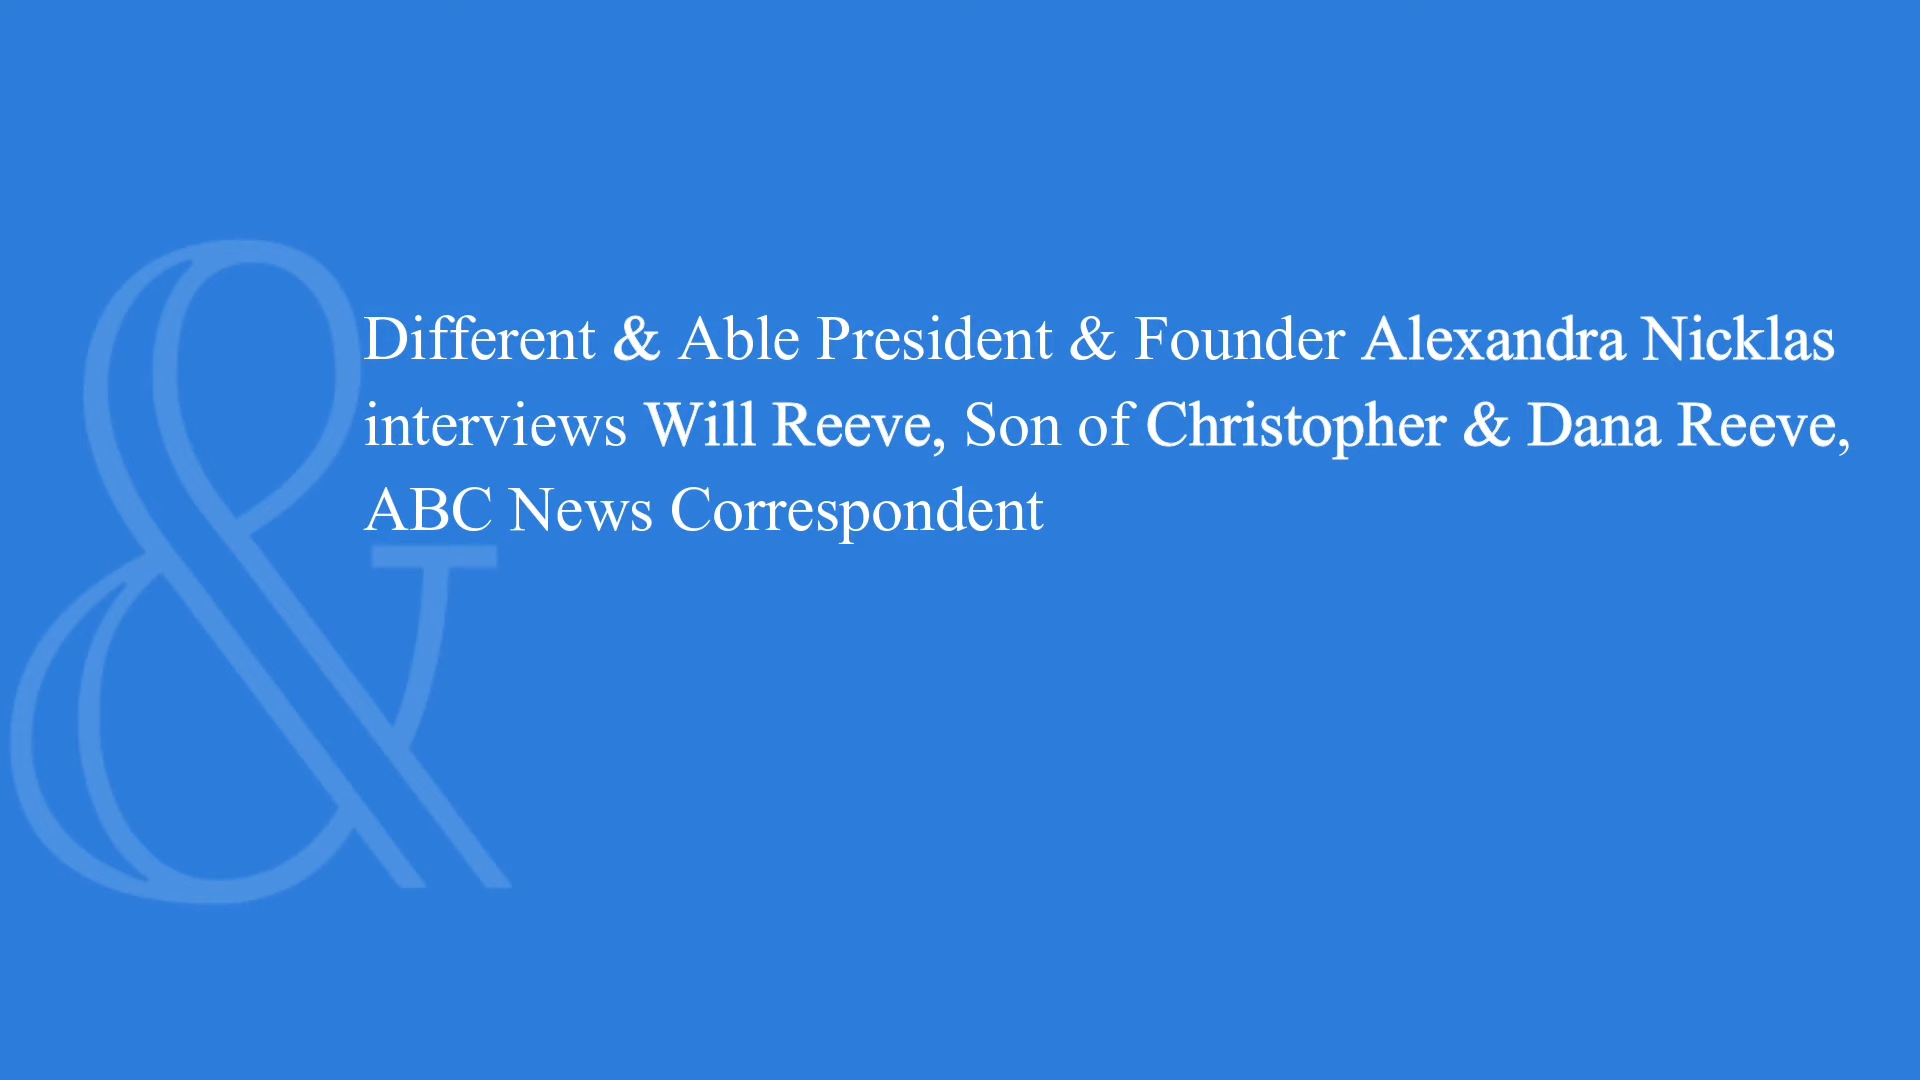 Different & Able President & Founder Alexandra Nicklas
interviews Will Reeve, Son of Christopher & Dana Reeve,
ABC News Correspondent
&